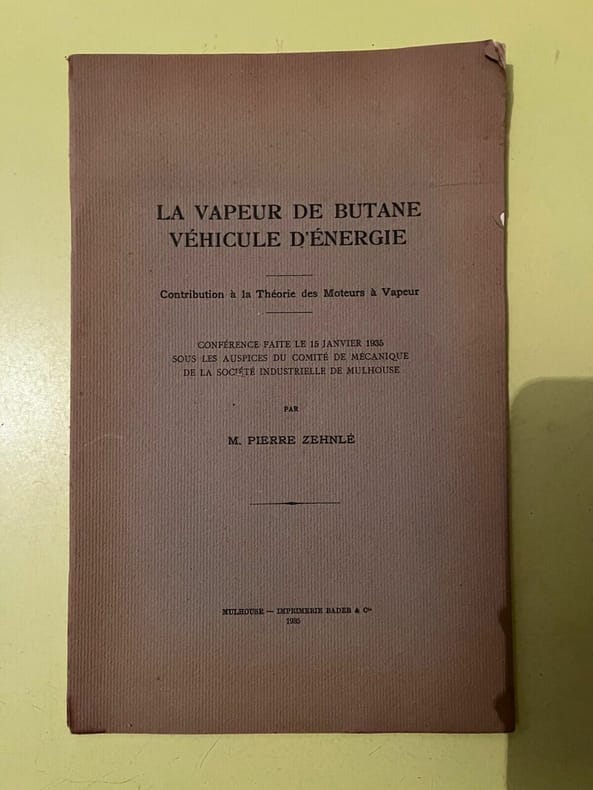 LA VAPEUR DE BUTANE
VÉHICULE D'ÉNERGIE
Contribution à la Théorie des Moteurs à Vapeur
CONFÉRENCE FAITE LE 15 JANVIER 1935
SOUS LES AUSPICES DU COMITÉ DE MÉCANIQUE
DE LA SOCIÉTÉ INDUSTRIELLE DE MULHOUSE
PAR
M. PIERRE ZEHNLÉ
MULHOUSE — IMPRIMERIE BADER & Cie
1935